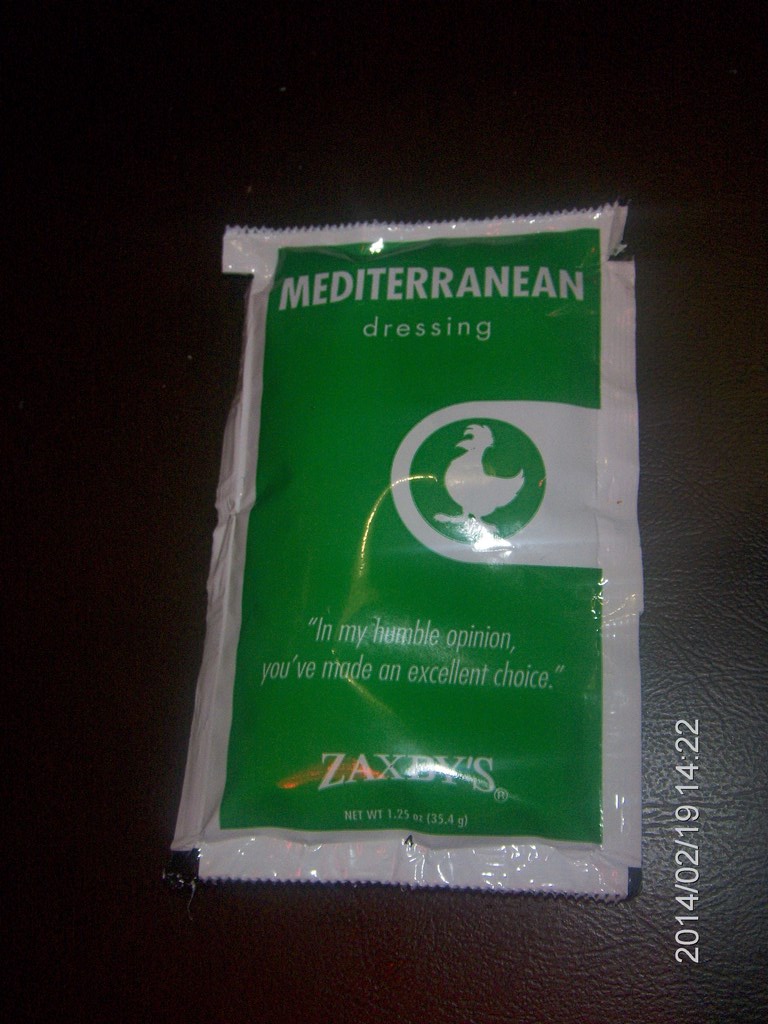 MEDITERRANEAN
dressing
"In my humble opinion,
you've made an excellent choice."
ZAXBY'S®
NET WT 1.25 oz (35.4 g)
2014/02/19 14:22